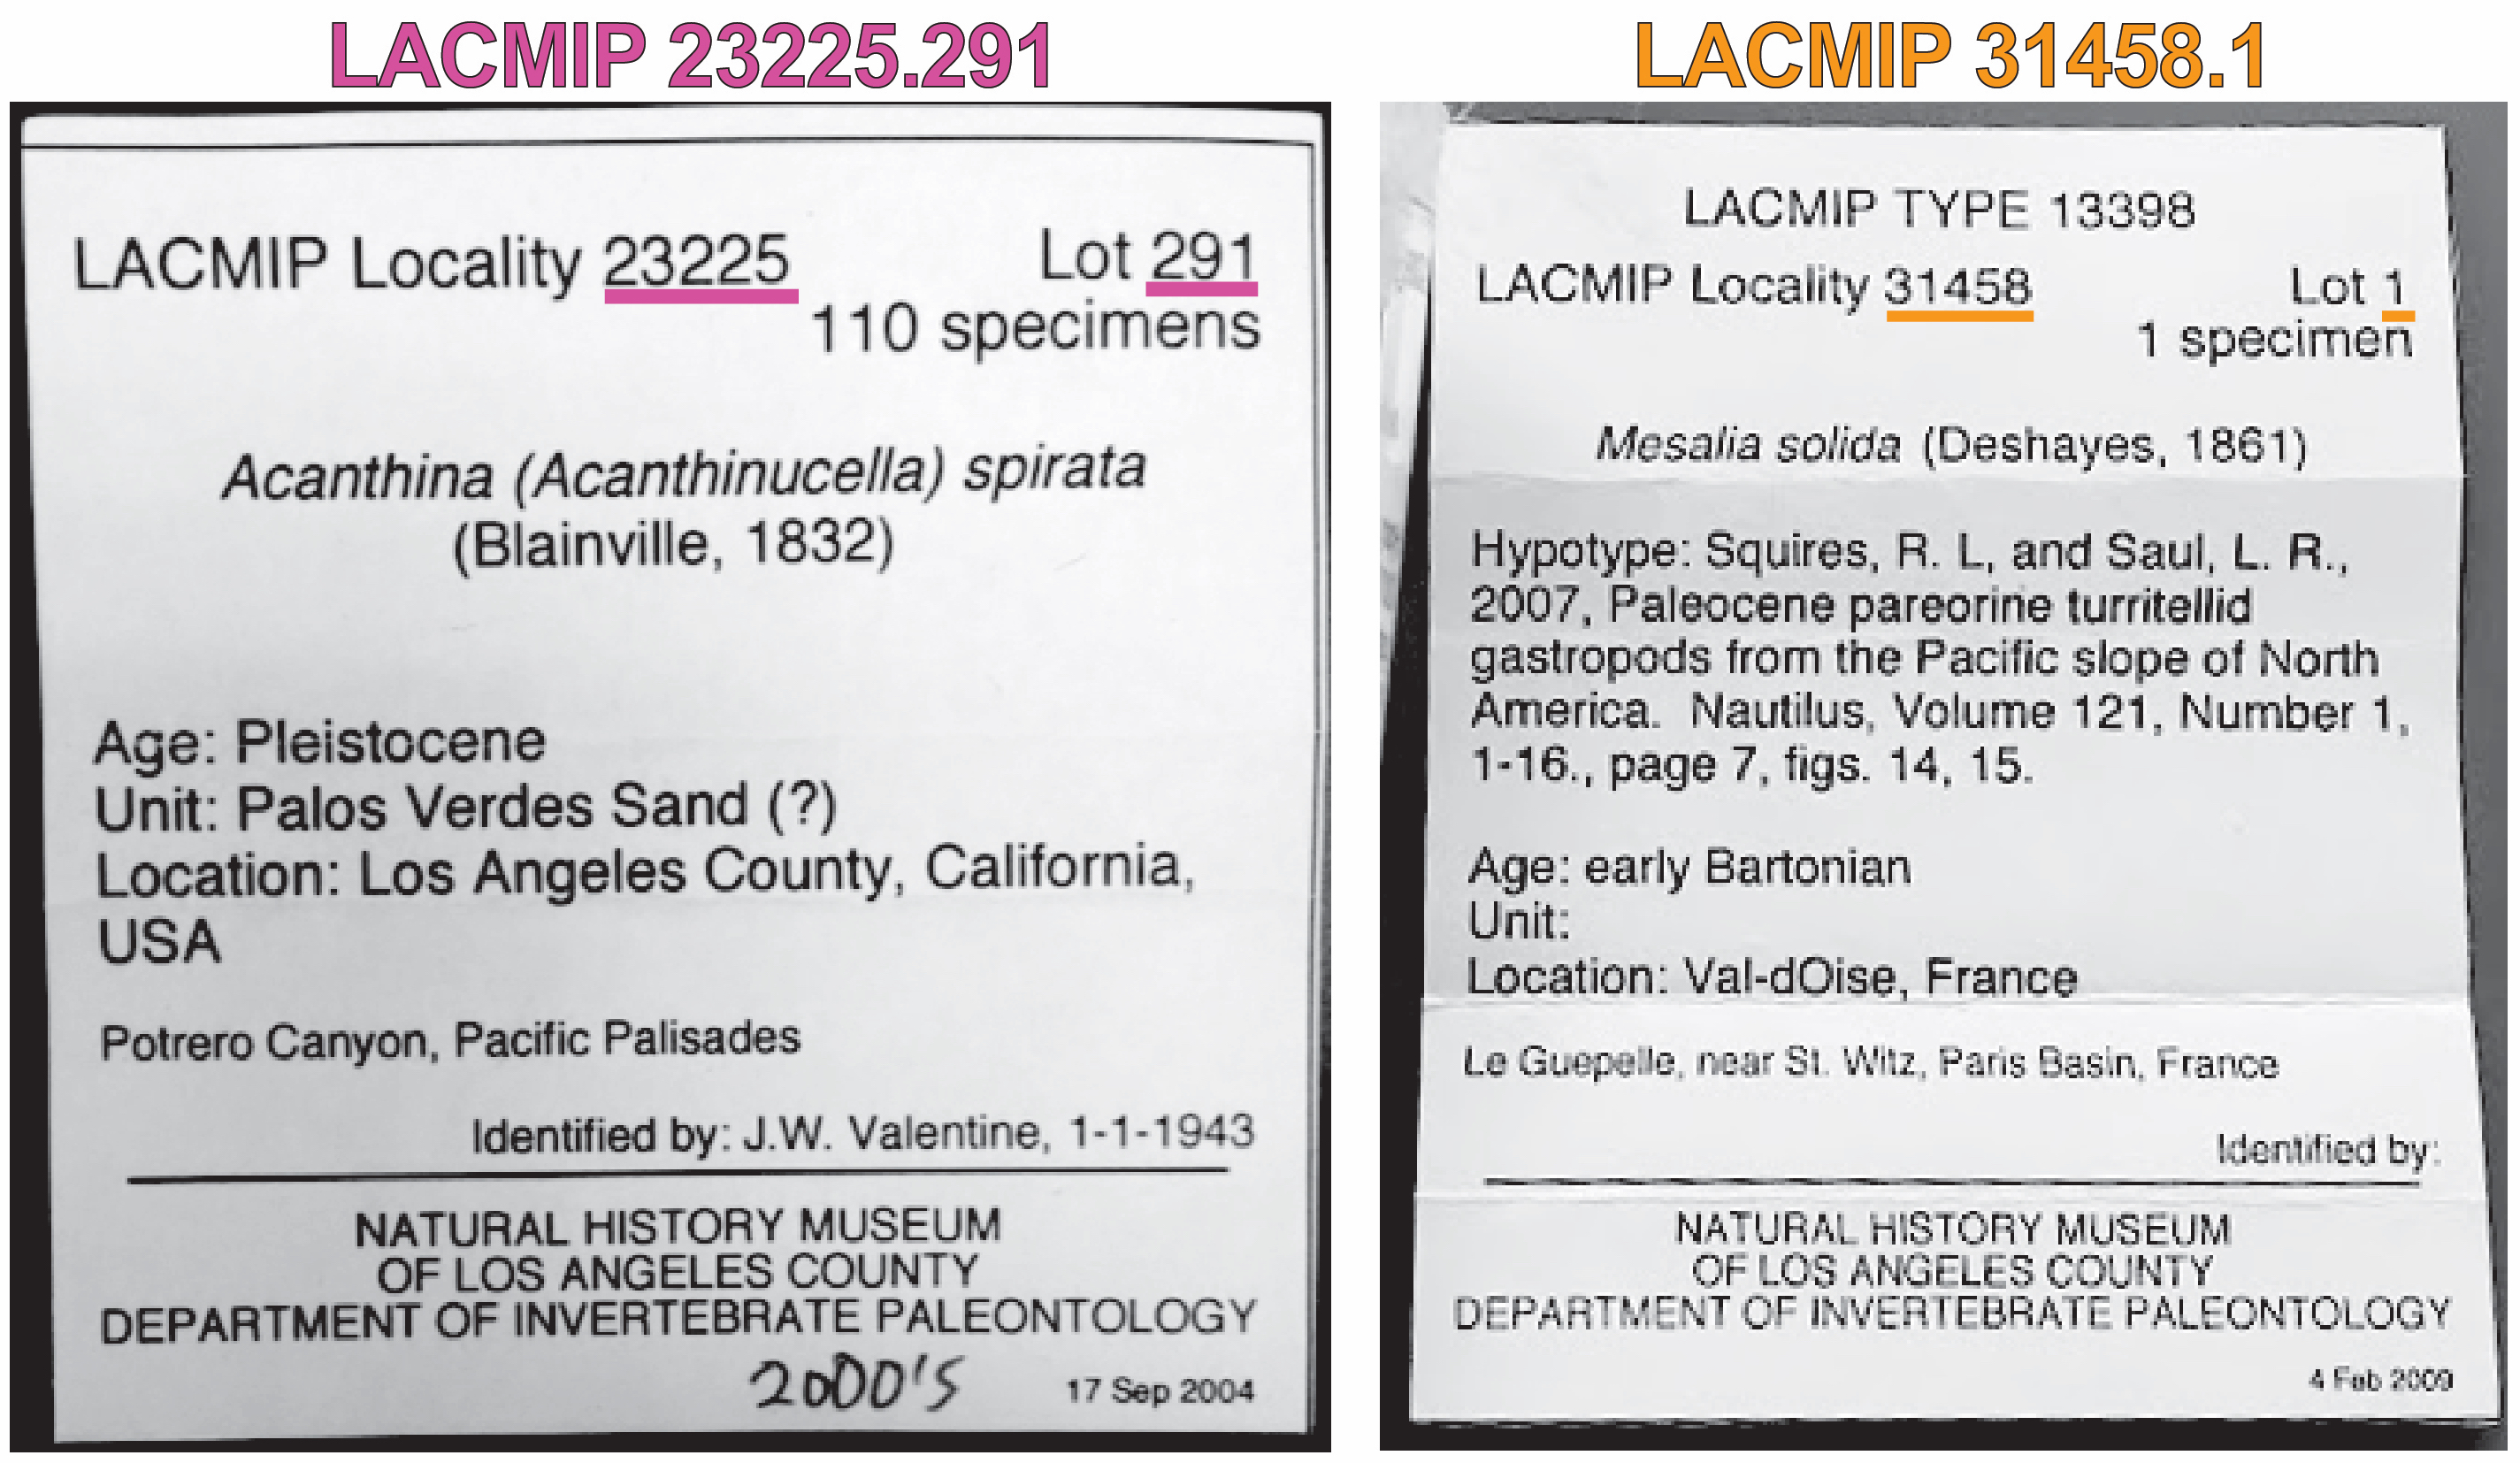 LACMIP 23225.291
LACMIP Locality 23225 Lot 291
110 specimens
Acanthina (Acanthinucella) spirata
(Blainville, 1832)
Age: Pleistocene
Unit: Palos Verdes Sand (?)
Location: Los Angeles County, California,
USA
Potrero Canyon, Pacific Palisades
Identified by: J.W. Valentine, 1-1-1943
NATURAL HISTORY MUSEUM
OF LOS ANGELES COUNTY
DEPARTMENT OF INVERTEBRATE PALEONTOLOGY
2000's
17 Sep 2004
LACMIP 31458.1
LACMIP TYPE 13398
LACMIP Locality 31458 Lot 1
1 specimen
Mesalia solida (Deshayes, 1861)
Hypotype: Squires, R. L, and Saul, L. R.,
2007, Paleocene pareorine turritellid
gastropods from the Pacific slope of North
America. Nautilus, Volume 121, Number 1,
1-16., page 7, figs. 14, 15.
Age: early Bartonian
Unit:
Location: Val-dOise, France
Le Guepelle, near St. Witz, Paris Basin, France
Identified by:
NATURAL HISTORY MUSEUM
OF LOS ANGELES COUNTY
DEPARTMENT OF INVERTEBRATE PALEONTOLOGY
4 Feb 2009